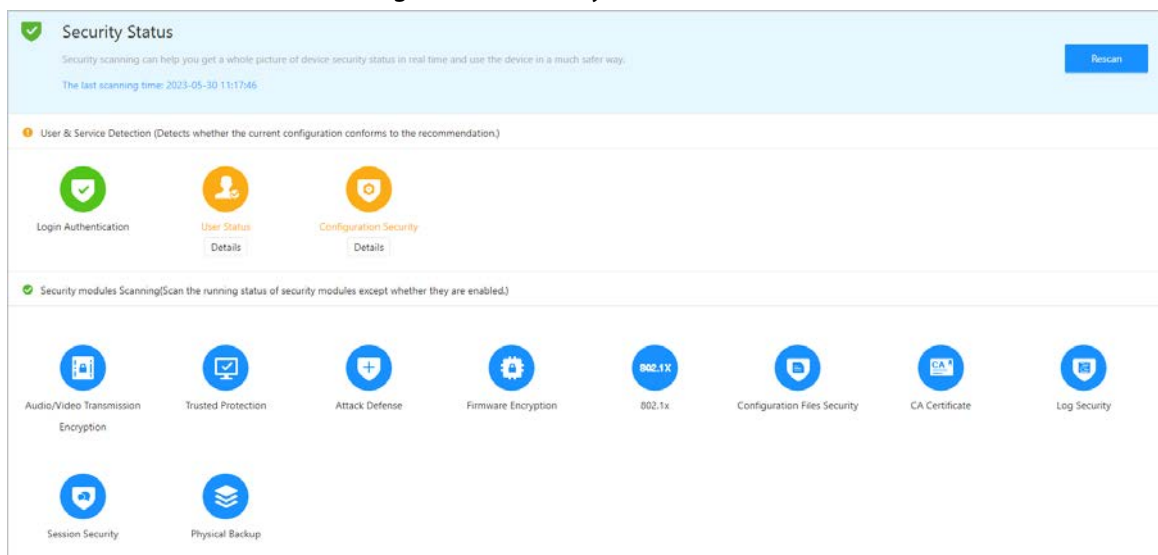 Security Status
Security scanning can help you get a whole picture of device security status in real time and use the device in a much safer way.
Rescan
The last scanning time: 2023-05-30 11:17:46
User & Service Detection (Detects whether the current configuration conforms to the recommendation.)
Login Authentication
User Status
Configuration Security
Details
Details
Security modules Scanning(Scan the running status of security modules except whether they are enabled.)
802.1X
CA
Audio/Video Transmission
Encryption
Trusted Protection
Attack Defense
Firmware Encryption
802.1x
Configuration Files Security
CA Certificate
Log Security
Session Security
Physical Backup